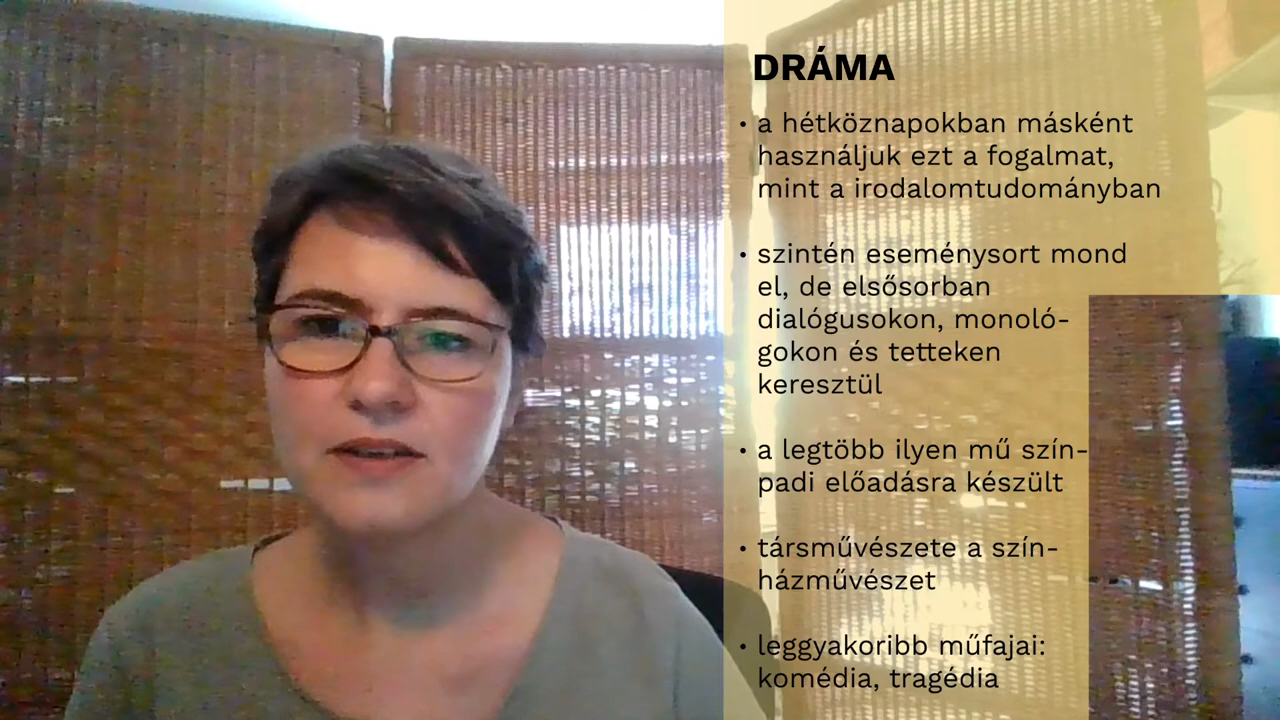 DRÁMA
• a hétköznapokban másként
használjuk ezt a fogalmat,
mint a irodalomtudományban
• szintén eseménysort mond
el, de elsősorban
dialógusokon, monoló-
gokon és tetteken
keresztül
• a legtöbb ilyen mű szín-
padi előadásra készült
• társművészete a szín-
házművészet
• leggyakoribb műfajai:
komédia, tragédia